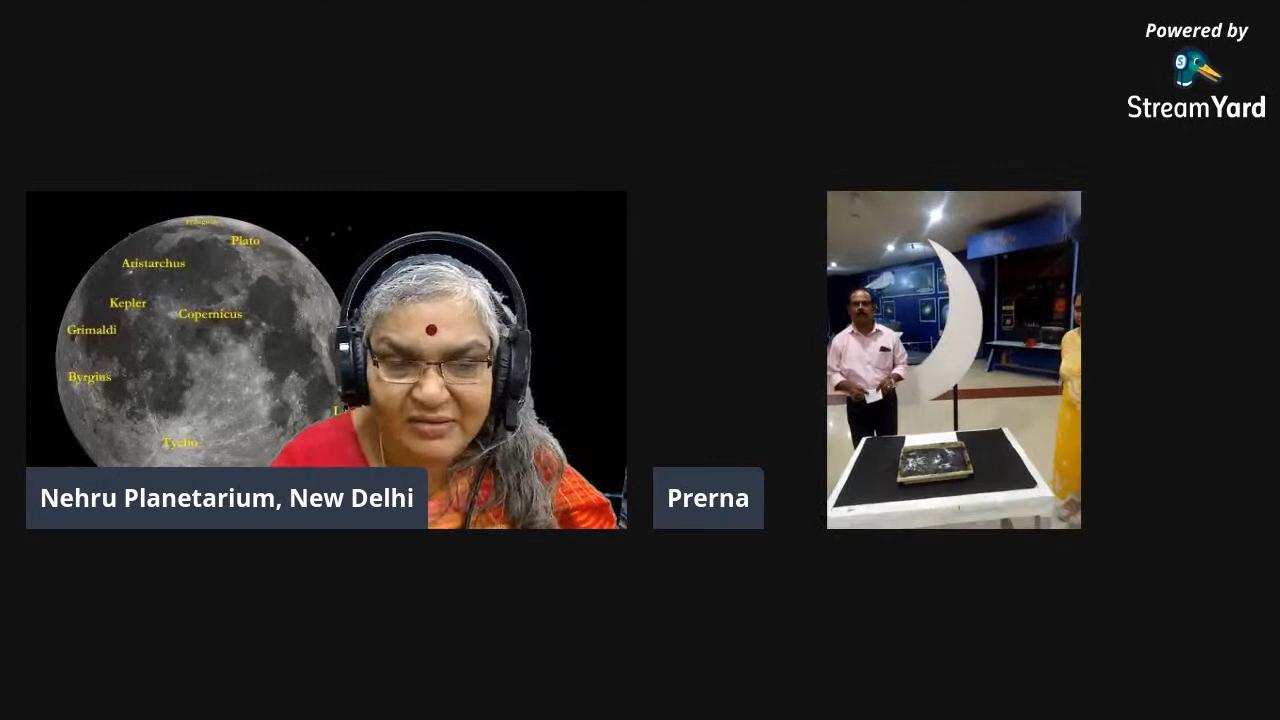 Powered by
StreamYard
Plato
Aristarchus
Kepler
Copernicus
Grimaldi
Byrgius
Tycho
Nehru Planetarium, New Delhi
Prerna